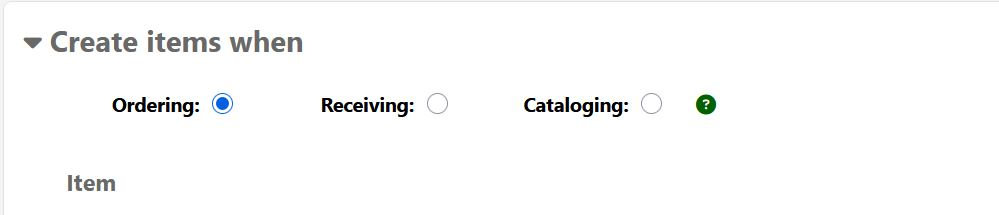 Create items when
Ordering: Receiving: Cataloging: ?
Item